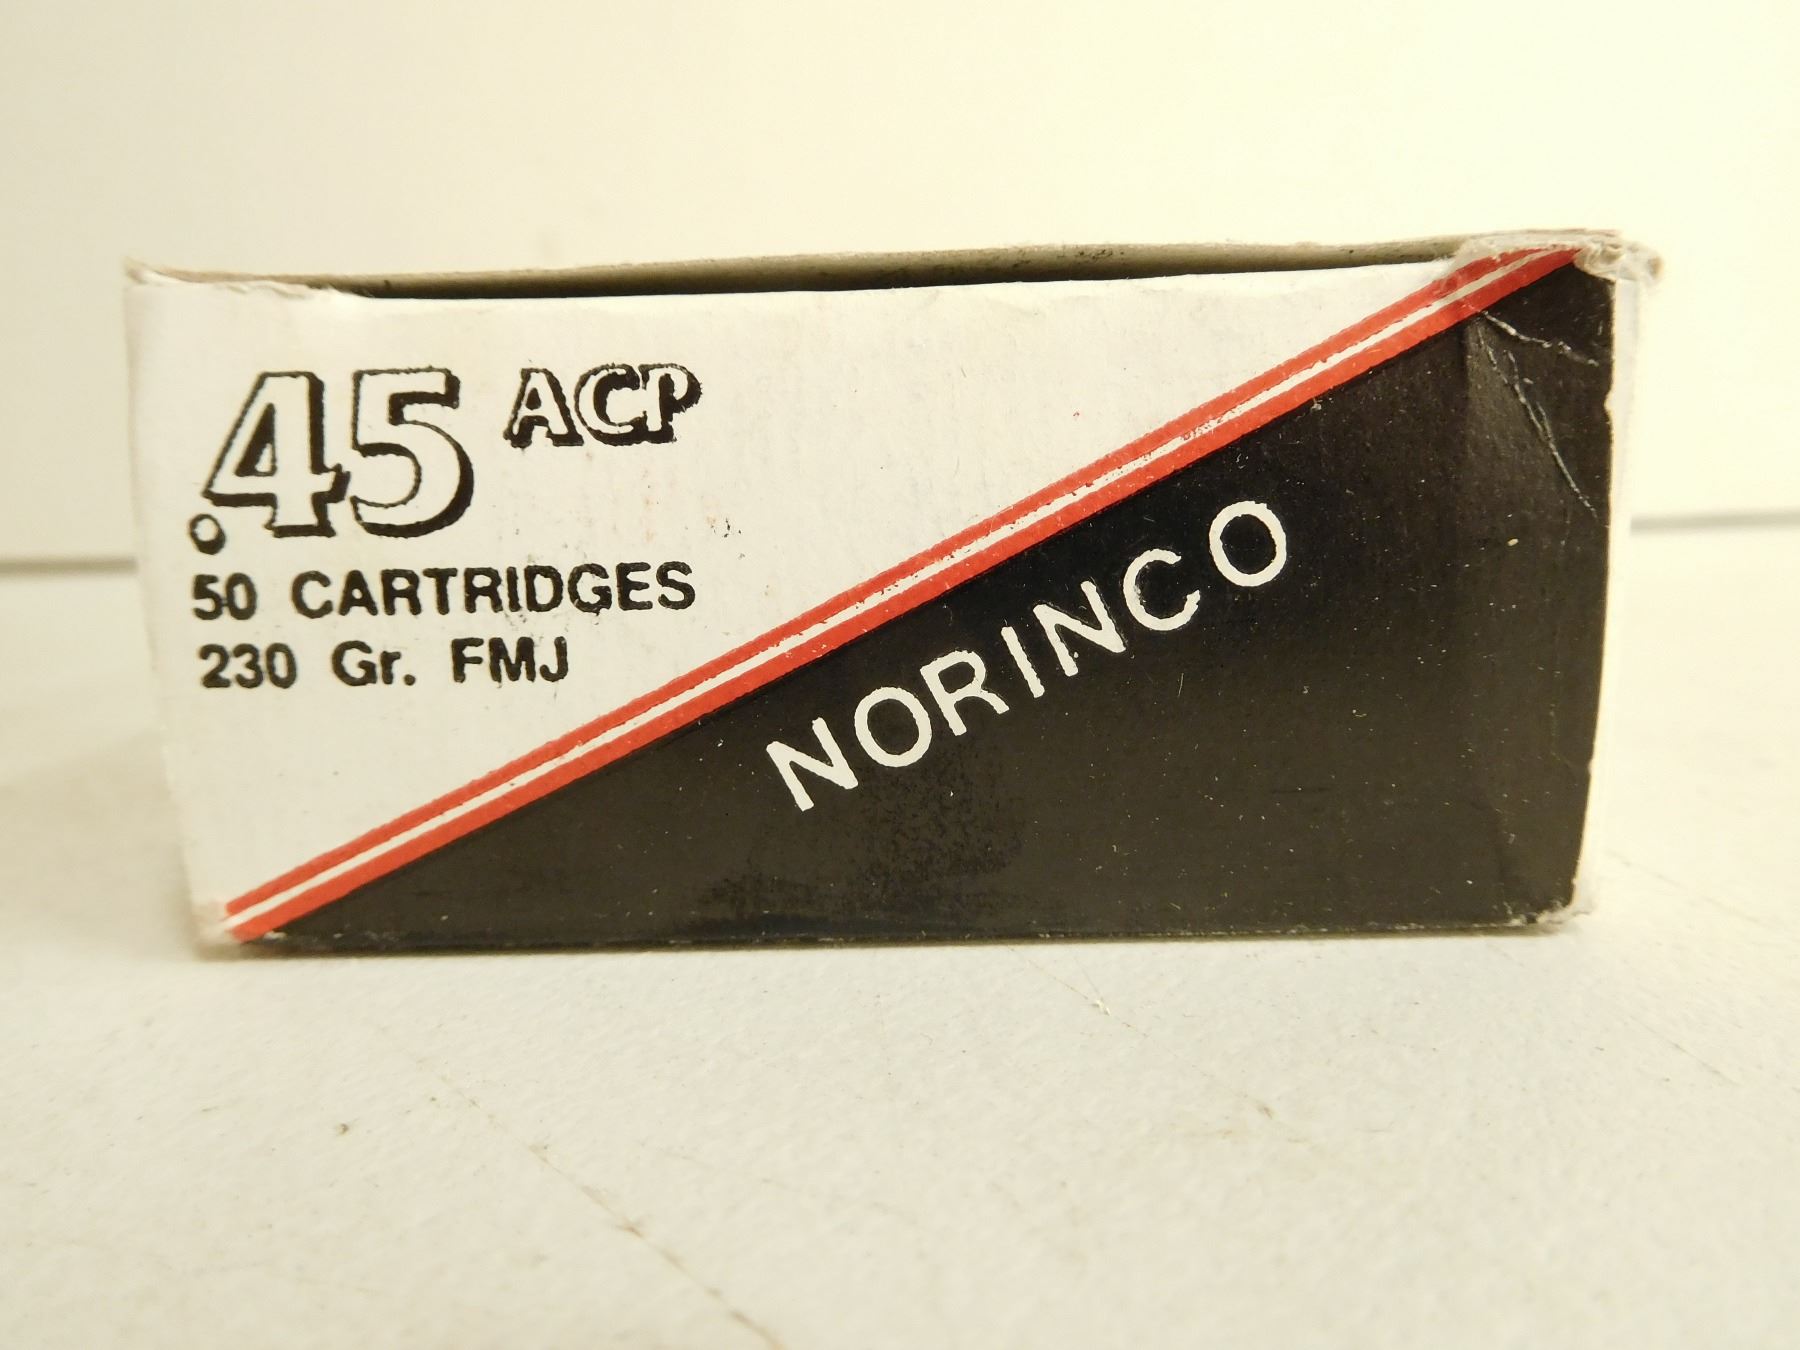 .45 ACP
50 CARTRIDGES
230 Gr. FMJ
NORINCO